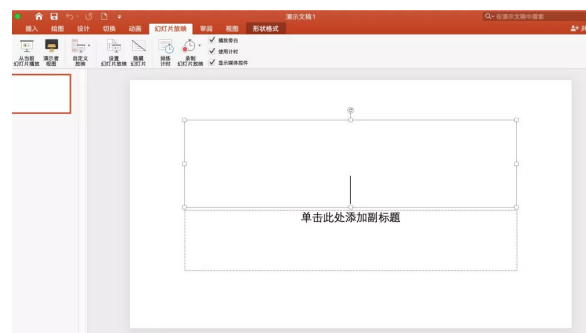 演示文稿1
在演示文稿中搜索
插入 绘图 设计 切换 动画 幻灯片放映 审阅 视图 形状格式
从当前幻灯片播放
演示者视图
自定义放映
设置幻灯片放映
隐藏幻灯片
排练计时
录制幻灯片放映
播放旁白
使用计时
显示媒体控件
单击此处添加副标题